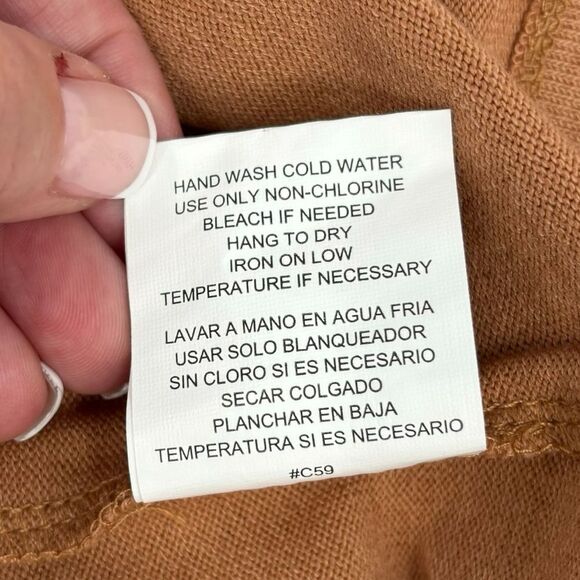 HAND WASH COLD WATER
USE ONLY NON-CHLORINE
BLEACH IF NEEDED
HANG TO DRY
IRON ON LOW
TEMPERATURE IF NECESSARY
LAVAR A MANO EN AGUA FRIA
USAR SOLO BLANQUEADOR
SIN CLORO SI ES NECESARIO
SECAR COLGADO
PLANCHAR EN BAJA
TEMPERATURA SI ES NECESARIO
#C59